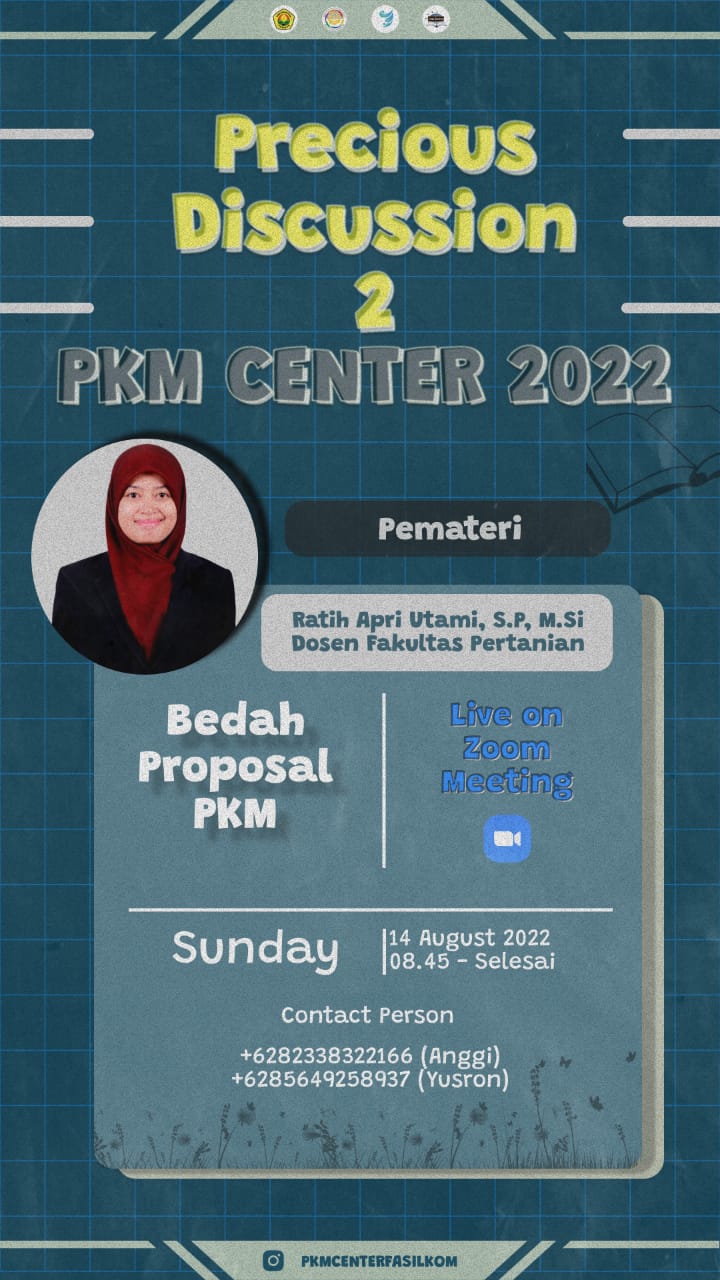 Precious
Discussion
2
PKM CENTER 2022
Pemateri
Ratih Apri Utami, S.P, M.Si
Dosen Fakultas Pertanian
Bedah
Proposal
PKM
Live on
Zoom
Meeting
Sunday
14 August 2022
08.45 - Selesai
Contact Person
+6282338322166 (Anggi)
+6285649258937 (Yusron)
PKMCENTERFASILKOM